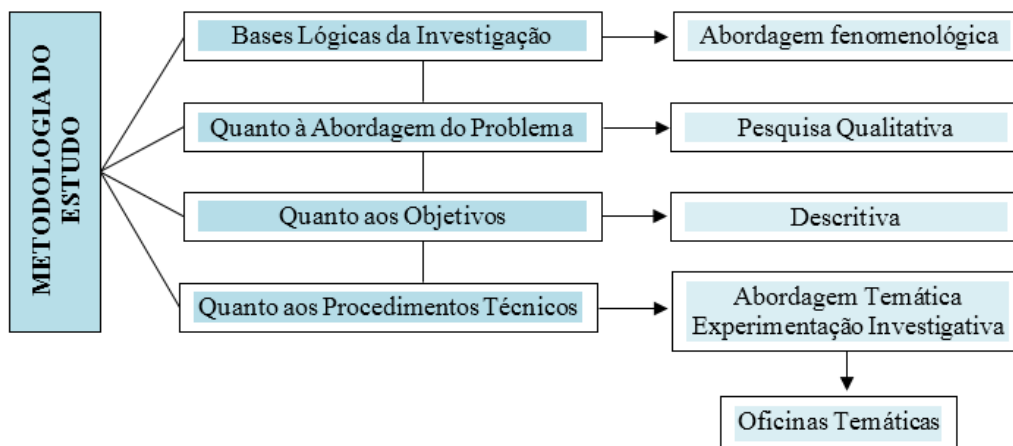 METODOLOGIA DO
ESTUDO
Bases Lógicas da Investigação
Abordagem fenomenológica
Quanto à Abordagem do Problema
Pesquisa Qualitativa
Quanto aos Objetivos
Descritiva
Quanto aos Procedimentos Técnicos
Abordagem Temática
Experimentação Investigativa
Oficinas Temáticas